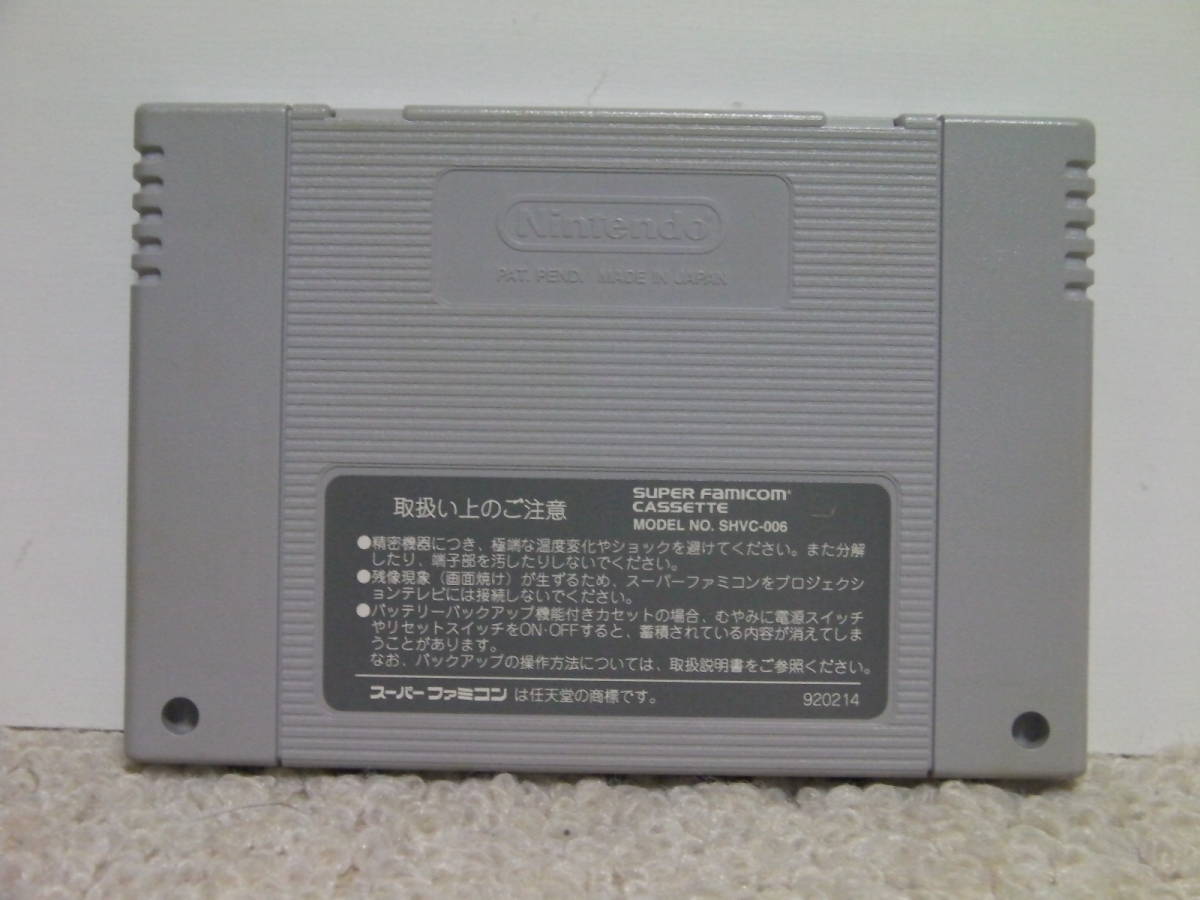 Nintendo
PAT. PEND. MADE IN JAPAN
取扱い上のご注意
SUPER FAMICOM
CASSETTE
MODEL NO. SHVC-006
●精密機器につき、極端な温度変化やショックを避けてください。また分解
したり、端子部を汚したりしないでください。
●残像現象（画面焼け）が生ずるため、スーパーファミコンをプロジェクシ
ョンテレビには接続しないでください。
●バッテリーバックアップ機能付きカセットの場合、むやみに電源スイッチ
やリセットスイッチをON・OFFすると、蓄積されている内容が消えてしま
うことがあります。
なお、バックアップの操作方法については、取扱説明書をご参照ください。
スーパーファミコンは任天堂の商標です。
920214